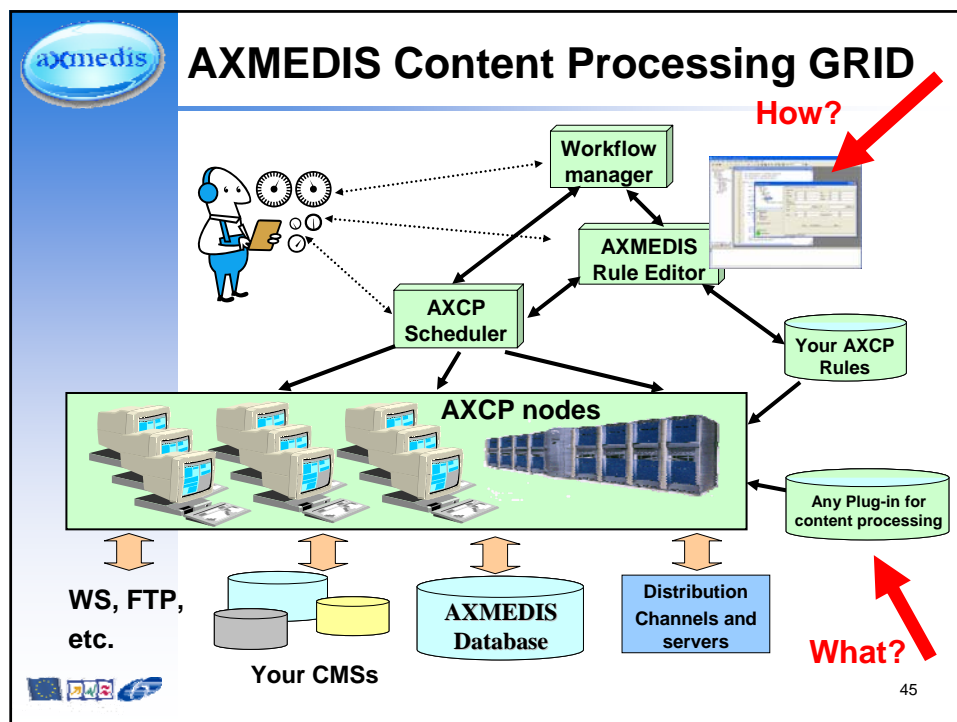 axmedis
AXMEDIS Content Processing GRID
How?
Workflow
manager
AXMEDIS
Rule Editor
AXCP
Scheduler
Your AXCP
Rules
AXCP nodes
Any Plug-in for
content processing
WS, FTP,
etc.
Your CMSs
AXMEDIS
Database
Distribution
Channels and
servers
What?
45